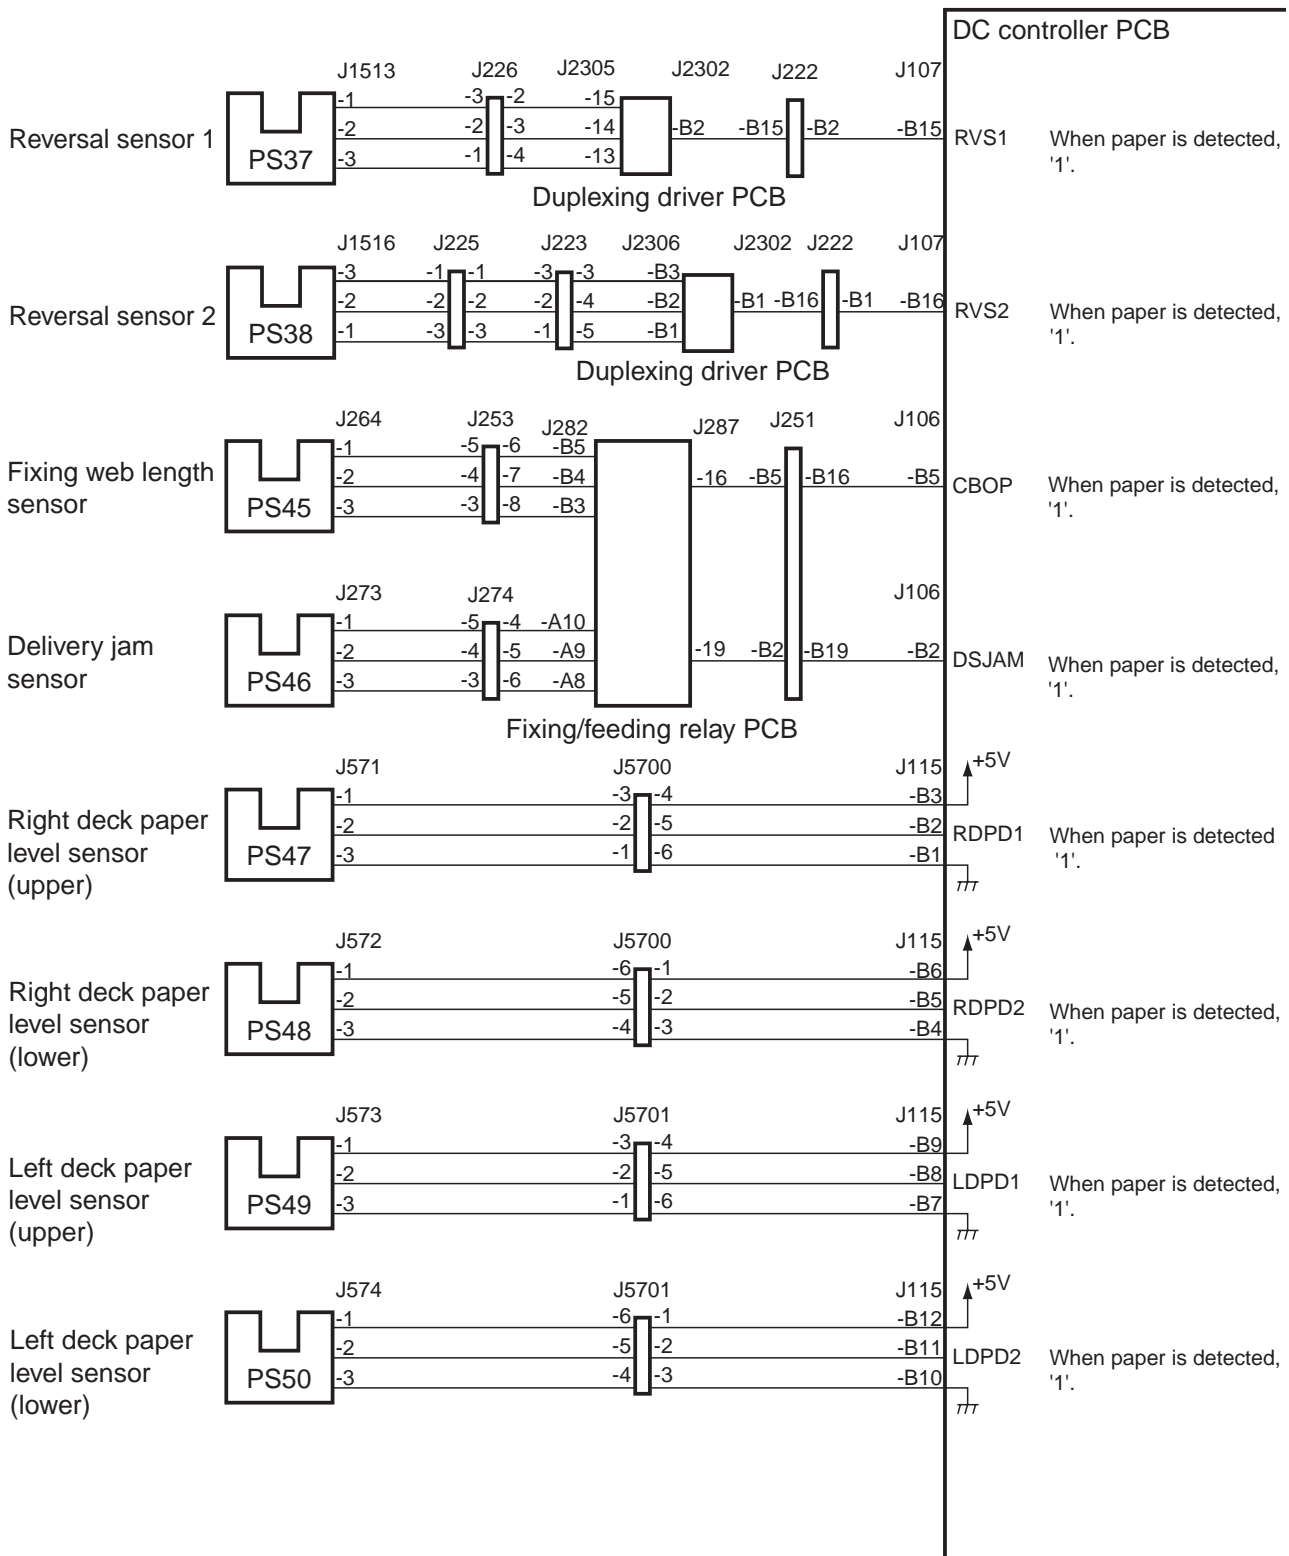 DC controller PCB
J1513 J226 J2305 J2302 J222 J107
-1 -3 -2 -15
Reversal sensor 1 PS37 -2 -2 -3 -14 -B2 -B15 -B2 -B15 RVS1 When paper is detected,
'1'.
-3 -1 -4 -13
Duplexing driver PCB
J1516 J225 J223 J2306 J2302 J222 J107
-3 -1 -1 -3 -3 -B3
Reversal sensor 2 PS38 -2 -2 -2 -2 -4 -B2 -B1 -B16 -B1 -B16 RVS2 When paper is detected,
'1'.
-1 -3 -3 -1 -5 -B1
Duplexing driver PCB
J264 J253 J282 J287 J251 J106
-1 -5 -6 -B5
Fixing web length
sensor
PS45 -2 -4 -7 -B4 -16 -B5 -B16 -B5 CBOP When paper is detected,
'1'.
-3 -3 -8 -B3
J273 J274 J106
-1 -5 -4 -A10
Delivery jam
sensor
PS46 -2 -4 -5 -A9 -19 -B2 -B19 -B2 DSJAM When paper is detected,
'1'.
-3 -3 -6 -A8
Fixing/feeding relay PCB
J571 J5700 J115 +5V
-1 -3 -4 -B3
Right deck paper
level sensor
(upper)
PS47 -2 -2 -5 -B2 RDPD1 When paper is detected
'1'.
-3 -1 -6 -B1
J572 J5700 J115 +5V
-1 -6 -1 -B6
Right deck paper
level sensor
(lower)
PS48 -2 -5 -2 -B5 RDPD2 When paper is detected,
'1'.
-3 -4 -3 -B4
J573 J5701 J115 +5V
-1 -3 -4 -B9
Left deck paper
level sensor
(upper)
PS49 -2 -2 -5 -B8 LDPD1 When paper is detected,
'1'.
-3 -1 -6 -B7
J574 J5701 J115 +5V
-1 -6 -1 -B12
Left deck paper
level sensor
(lower)
PS50 -2 -5 -2 -B11 LDPD2 When paper is detected,
'1'.
-3 -4 -3 -B10